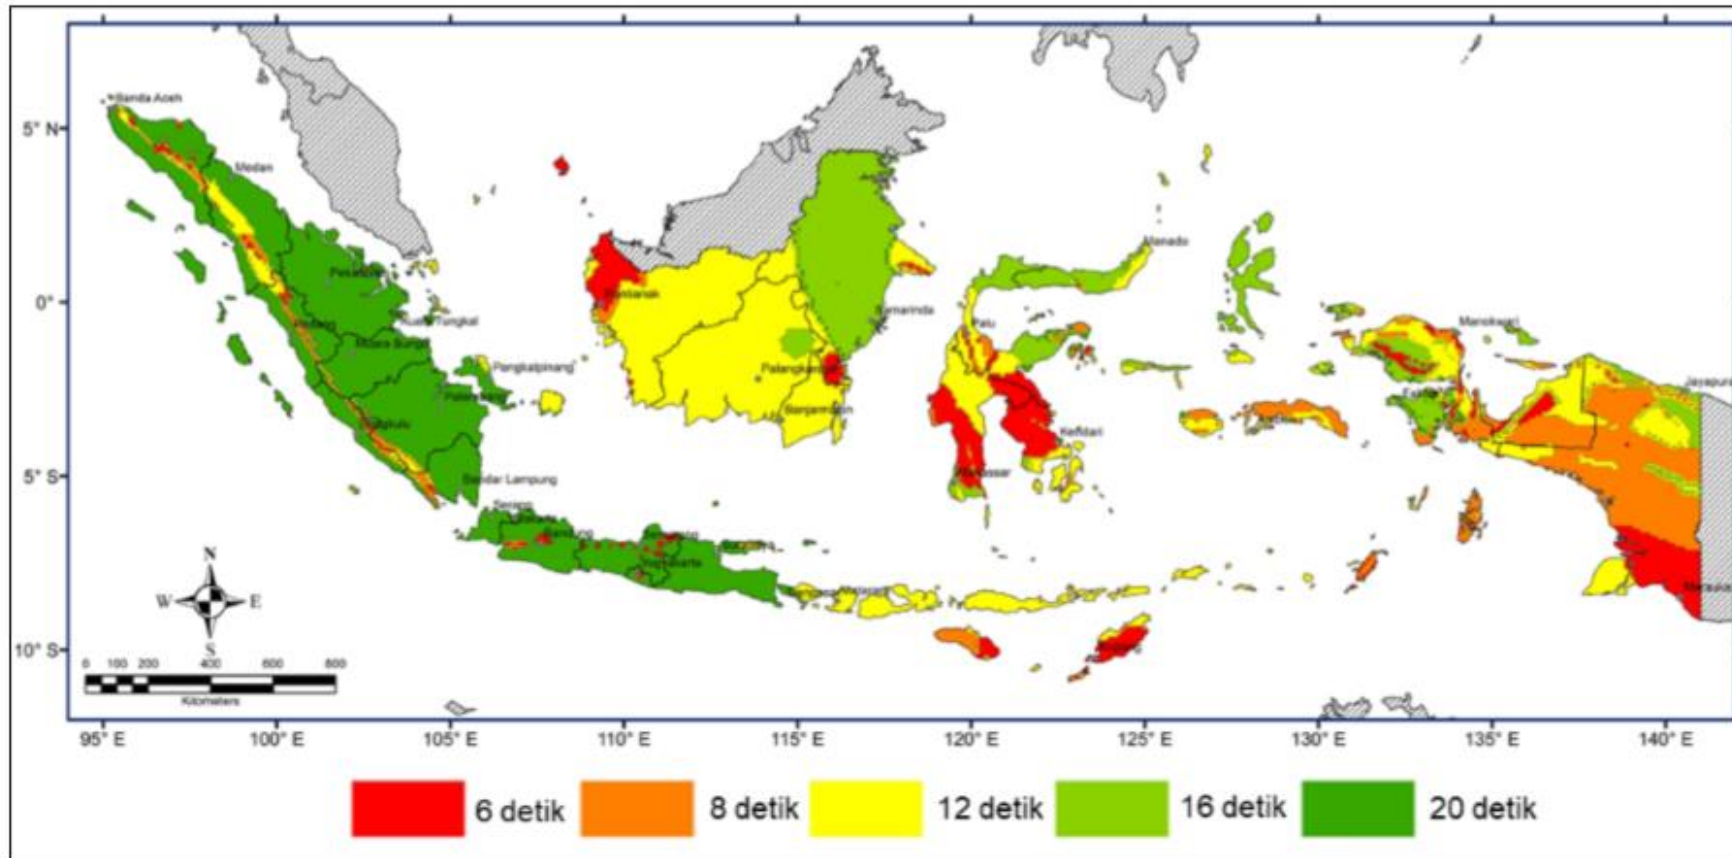 Banda Aceh
5° N
Medan
Manado
Pekanbaru
0°
Pontianak
Samarinda
Manokwari
Kuala Tungkal
Padang
Palu
Muara Bungo
Pangkalpinang
Palangkaraya
Jayapura
Palembang
Banjarmasin
Bengkulu
Kendari
Makassar
5° S
Bandar Lampung
Serang
Bandung
Yogyakarta
Mataram
Merauke
N
W E
S
10° S
0 100 200 400 600 800
Kilometers
95° E 100° E 105° E 110° E 115° E 120° E 125° E 130° E 135° E 140° E
6 detik 8 detik 12 detik 16 detik 20 detik